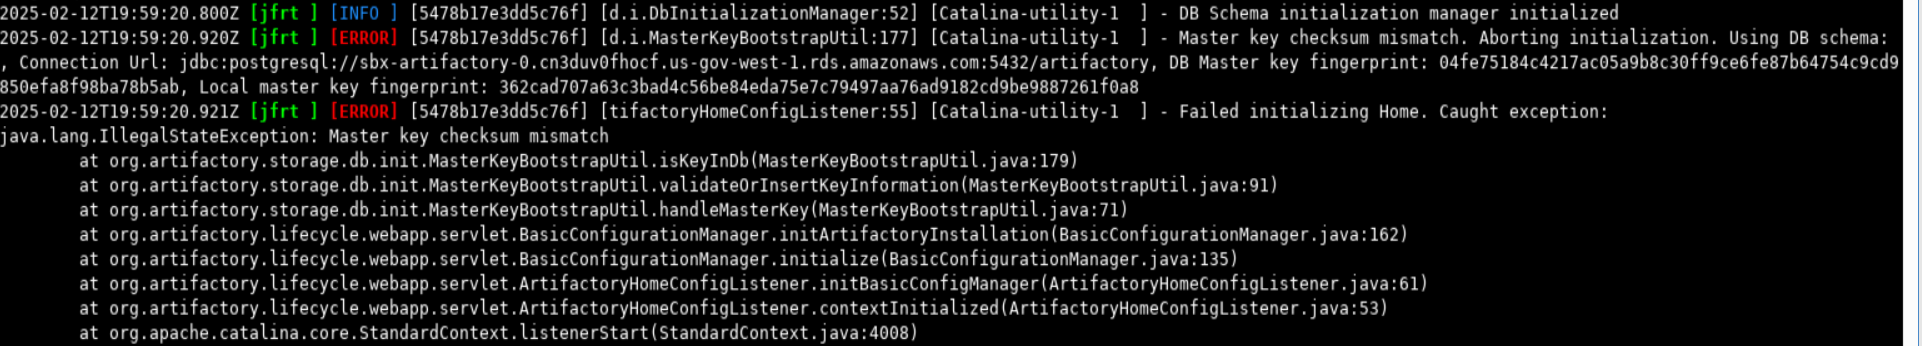 2025-02-12T19:59:20.800Z [jfrt ] [INFO ] [5478b17e3dd5c76f] [d.i.DbInitializationManager:52] [Catalina-utility-1  ] - DB Schema initialization manager initialized
2025-02-12T19:59:20.920Z [jfrt ] [ERROR] [5478b17e3dd5c76f] [d.i.MasterKeyBootstrapUtil:177] [Catalina-utility-1  ] - Master key checksum mismatch. Aborting initialization. Using DB schema:
, Connection Url: jdbc:postgresql://sbx-artifactory-0.cn3duv0fhocf.us-gov-west-1.rds.amazonaws.com:5432/artifactory, DB Master key fingerprint: 04fe75184c4217ac05a9b8c30ff9ce6fe87b64754c9cd9
850efa8f98ba78b5ab, Local master key fingerprint: 362cad707a63c3bad4c56be84eda75e7c79497aa76ad9182cd9be9887261f0a8
2025-02-12T19:59:20.921Z [jfrt ] [ERROR] [5478b17e3dd5c76f] [tifactoryHomeConfigListener:55] [Catalina-utility-1  ] - Failed initializing Home. Caught exception:
java.lang.IllegalStateException: Master key checksum mismatch
        at org.artifactory.storage.db.init.MasterKeyBootstrapUtil.isKeyInDb(MasterKeyBootstrapUtil.java:179)
        at org.artifactory.storage.db.init.MasterKeyBootstrapUtil.validateOrInsertKeyInformation(MasterKeyBootstrapUtil.java:91)
        at org.artifactory.storage.db.init.MasterKeyBootstrapUtil.handleMasterKey(MasterKeyBootstrapUtil.java:71)
        at org.artifactory.lifecycle.webapp.servlet.BasicConfigurationManager.initArtifactoryInstallation(BasicConfigurationManager.java:162)
        at org.artifactory.lifecycle.webapp.servlet.BasicConfigurationManager.initialize(BasicConfigurationManager.java:135)
        at org.artifactory.lifecycle.webapp.servlet.ArtifactoryHomeConfigListener.initBasicConfigManager(ArtifactoryHomeConfigListener.java:61)
        at org.artifactory.lifecycle.webapp.servlet.ArtifactoryHomeConfigListener.contextInitialized(ArtifactoryHomeConfigListener.java:53)
        at org.apache.catalina.core.StandardContext.listenerStart(StandardContext.java:4008)